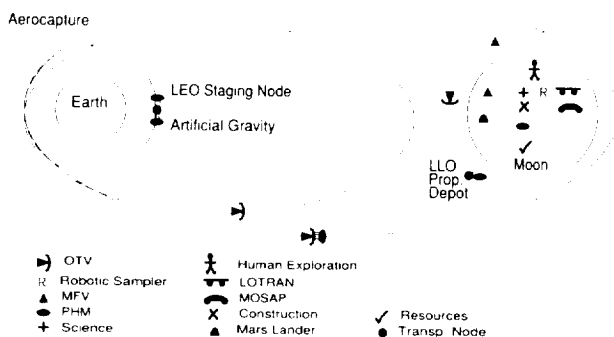 Aerocapture
Earth
LEO Staging Node
Artificial Gravity
R
Moon
LLO
Prop.
Depot
OTV
R Robotic Sampler
MFV
PHM
Science
Human Exploration
LOTRAN
MOSAP
Construction
Mars Lander
Resources
Transp. Node